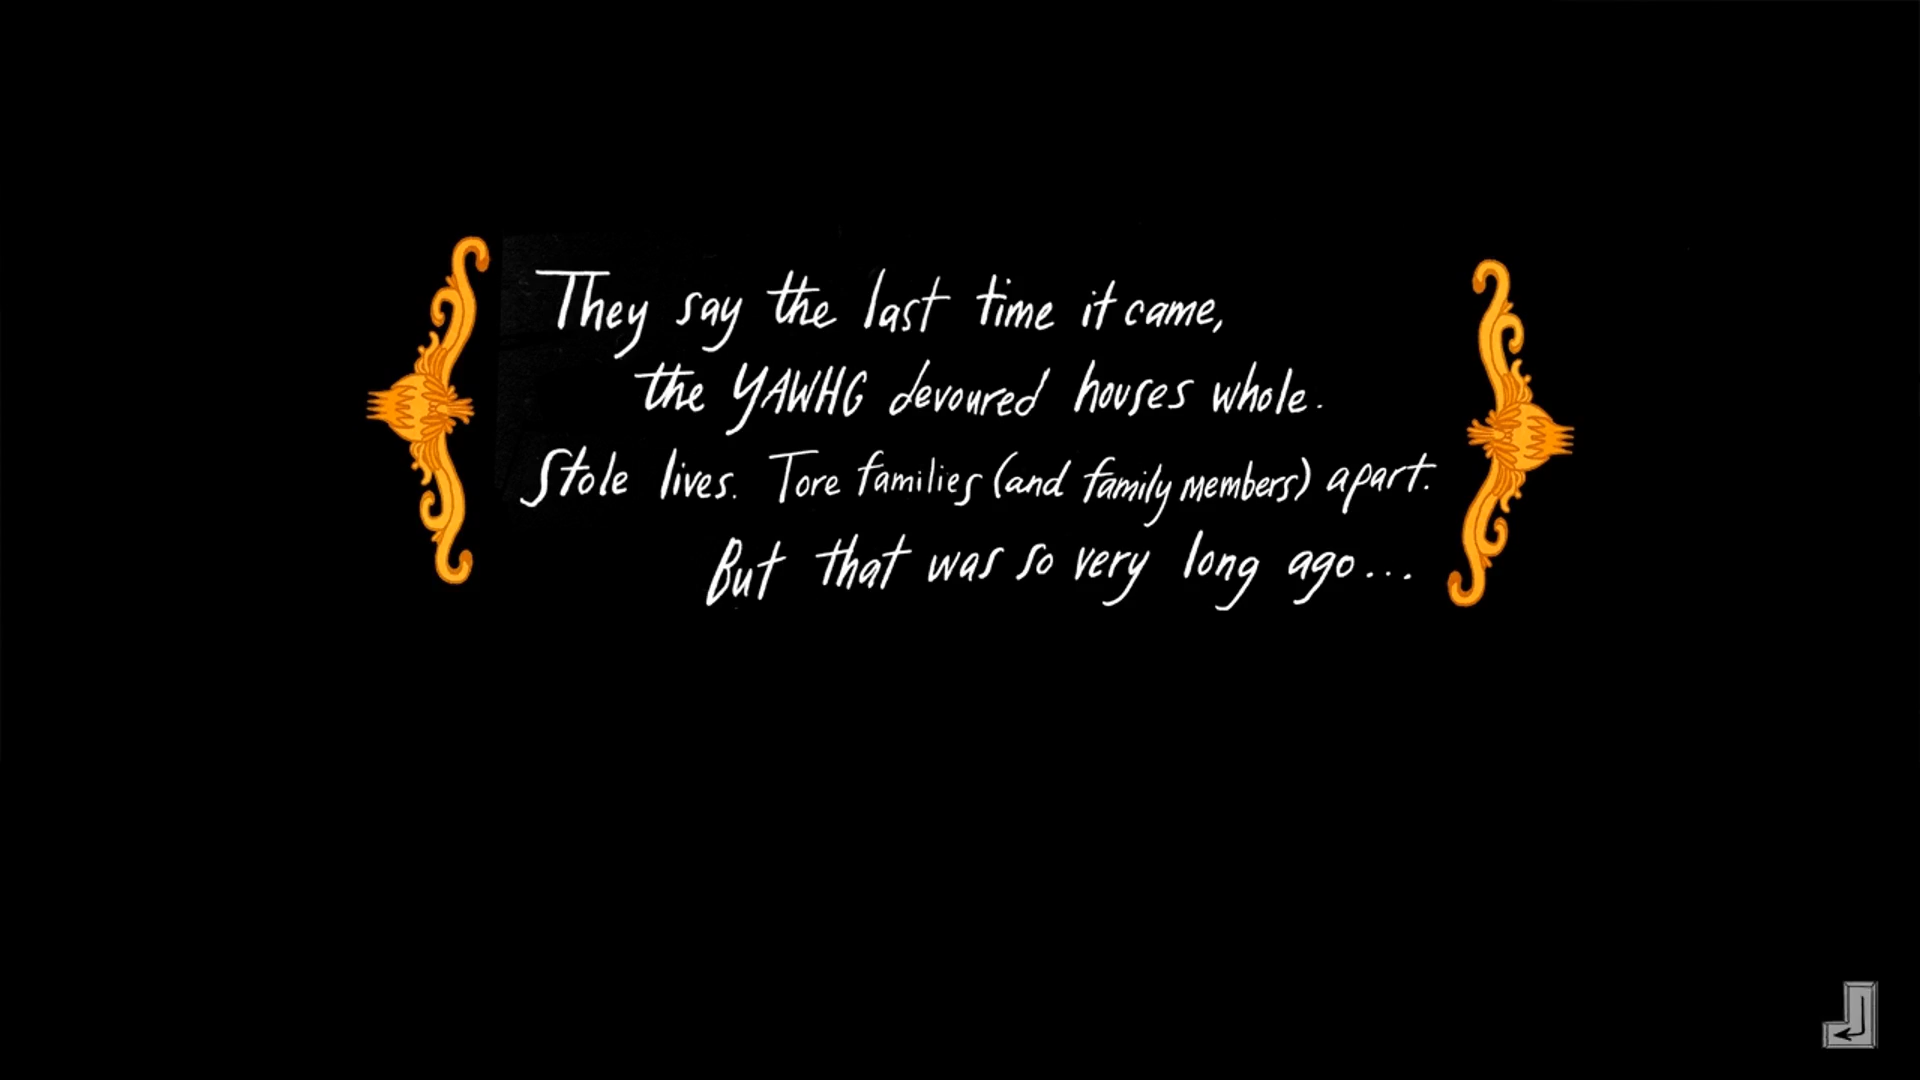 They say the last time it came,
the YAWHG devoured houses whole.
Stole lives. Tore families (and family members) apart.
But that was so very long ago...